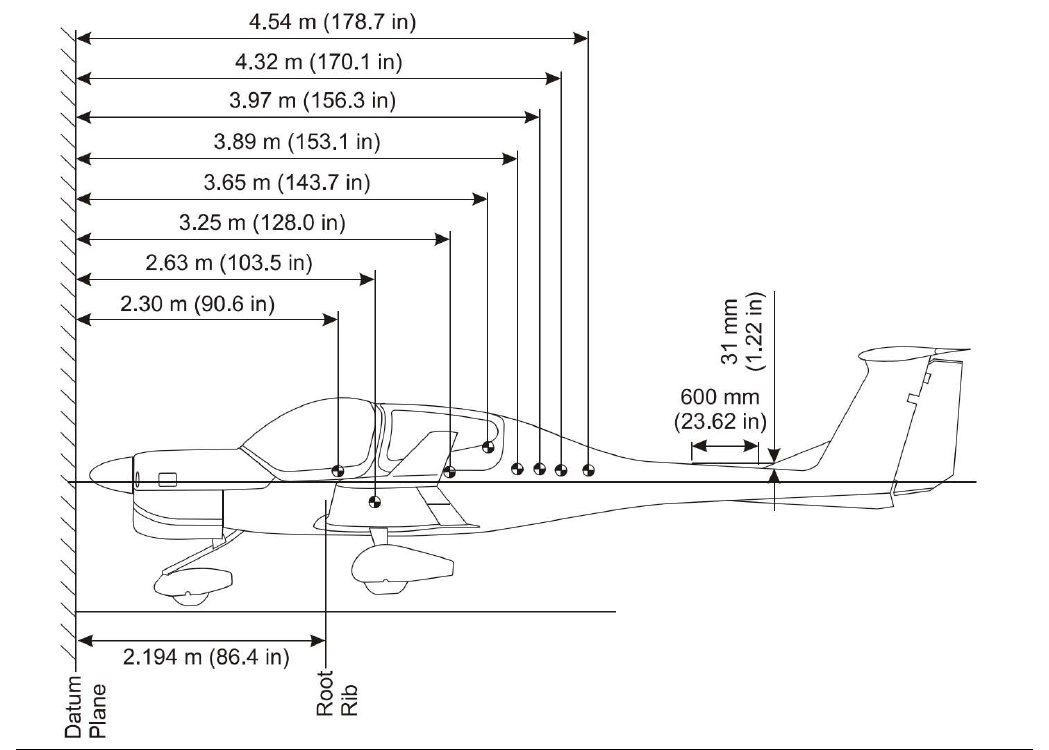 4.54 m (178.7 in)
4.32 m (170.1 in)
3.97 m (156.3 in)
3.89 m (153.1 in)
3.65 m (143.7 in)
3.25 m (128.0 in)
2.63 m (103.5 in)
2.30 m (90.6 in)
31 mm
(1.22 in)
600 mm
(23.62 in)
2.194 m (86.4 in)
Datum
Plane
Root
Rib